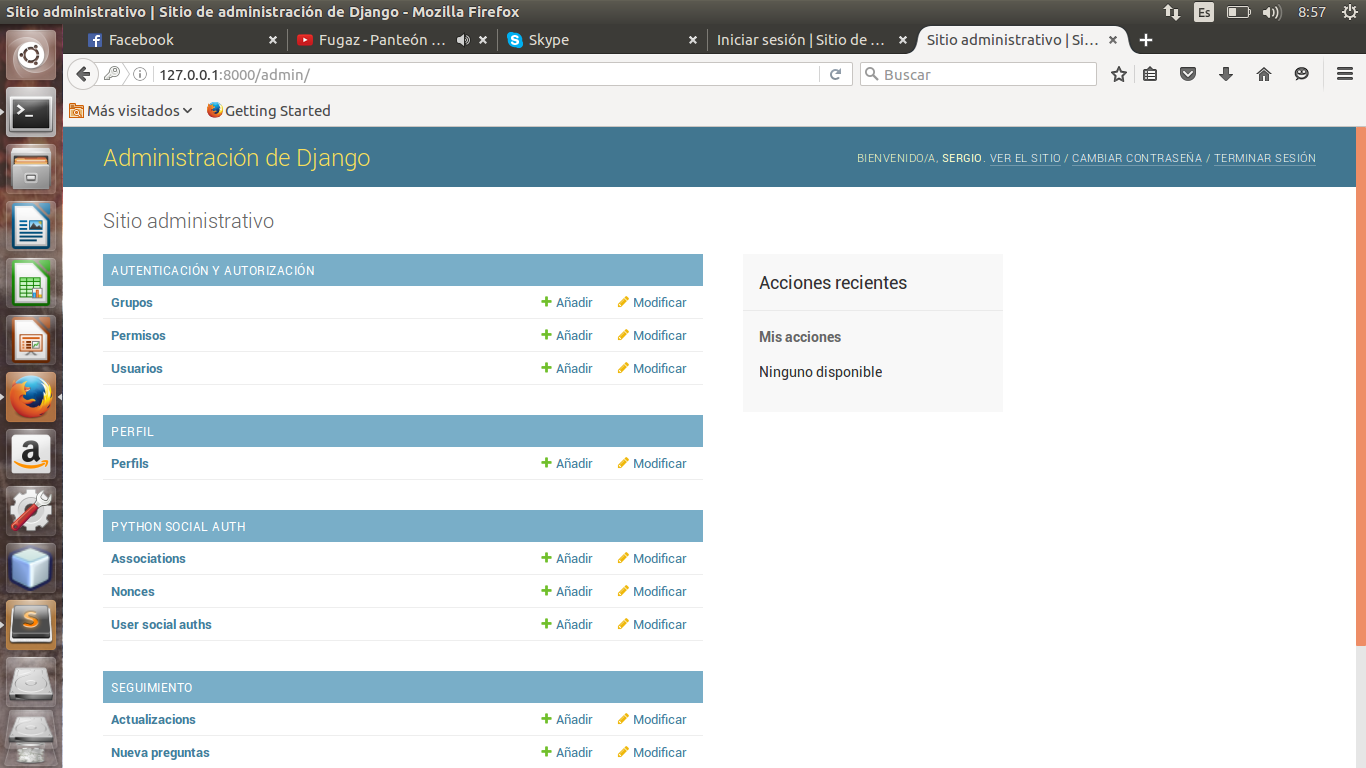 Sitio administrativo | Sitio de administración de Django - Mozilla Firefox
Es
8:57
Facebook
Fugaz - Panteón ...
Skype
Iniciar sesión | Sitio de ...
Sitio administrativo | Si...
127.0.0.1:8000/admin/
Buscar
Más visitados
Getting Started
Administración de Django
BIENVENIDO/A, SERGIO. VER EL SITIO / CAMBIAR CONTRASEÑA / TERMINAR SESIÓN
Sitio administrativo
AUTENTICACIÓN Y AUTORIZACIÓN
Grupos Añadir Modificar
Permisos Añadir Modificar
Usuarios Añadir Modificar
PERFIL
Perfils Añadir Modificar
PYTHON SOCIAL AUTH
Associations Añadir Modificar
Nonces Añadir Modificar
User social auths Añadir Modificar
SEGUIMIENTO
Actualizacions Añadir Modificar
Nueva preguntas Añadir Modificar
Acciones recientes
Mis acciones
Ninguno disponible